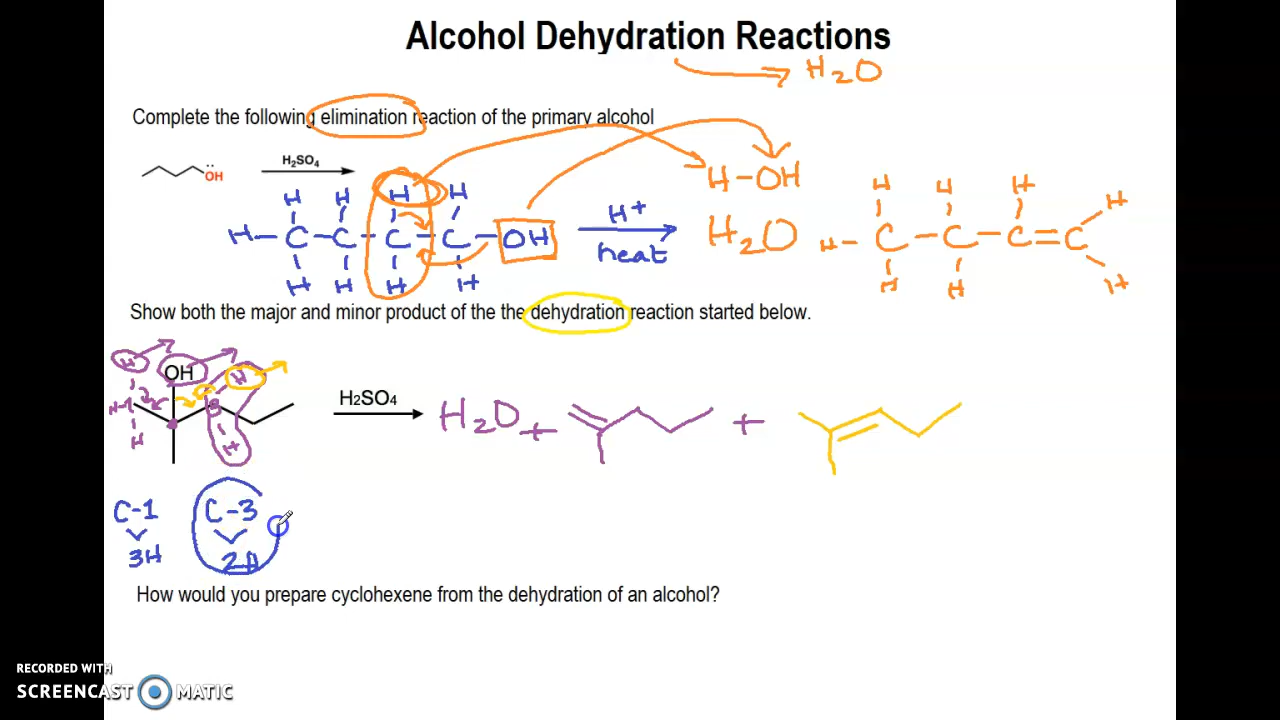 Alcohol Dehydration Reactions
H2O
Complete the following elimination reaction of the primary alcohol
H2SO4
OH
H-OH
H H H H
H-C-C-C-C-OH
H H H H
H+
heat
H2O
H H H H
H-C-C-C=C
H H H
Show both the major and minor product of the the dehydration reaction started below.
H OH H
H
H H
H2SO4
H2O + +
C-1 C-3
3H 2H
How would you prepare cyclohexene from the dehydration of an alcohol?
RECORDED WITH
SCREENCAST MATIC